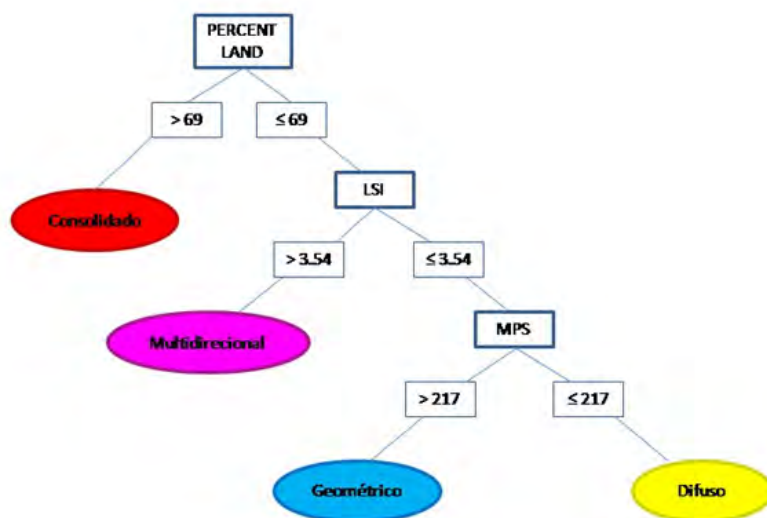 PERCENT
LAND
> 69
≤ 69
Consolidado
LSI
> 3.54
≤ 3.54
Multidirecional
MPS
> 217
≤ 217
Geométrico
Difuso